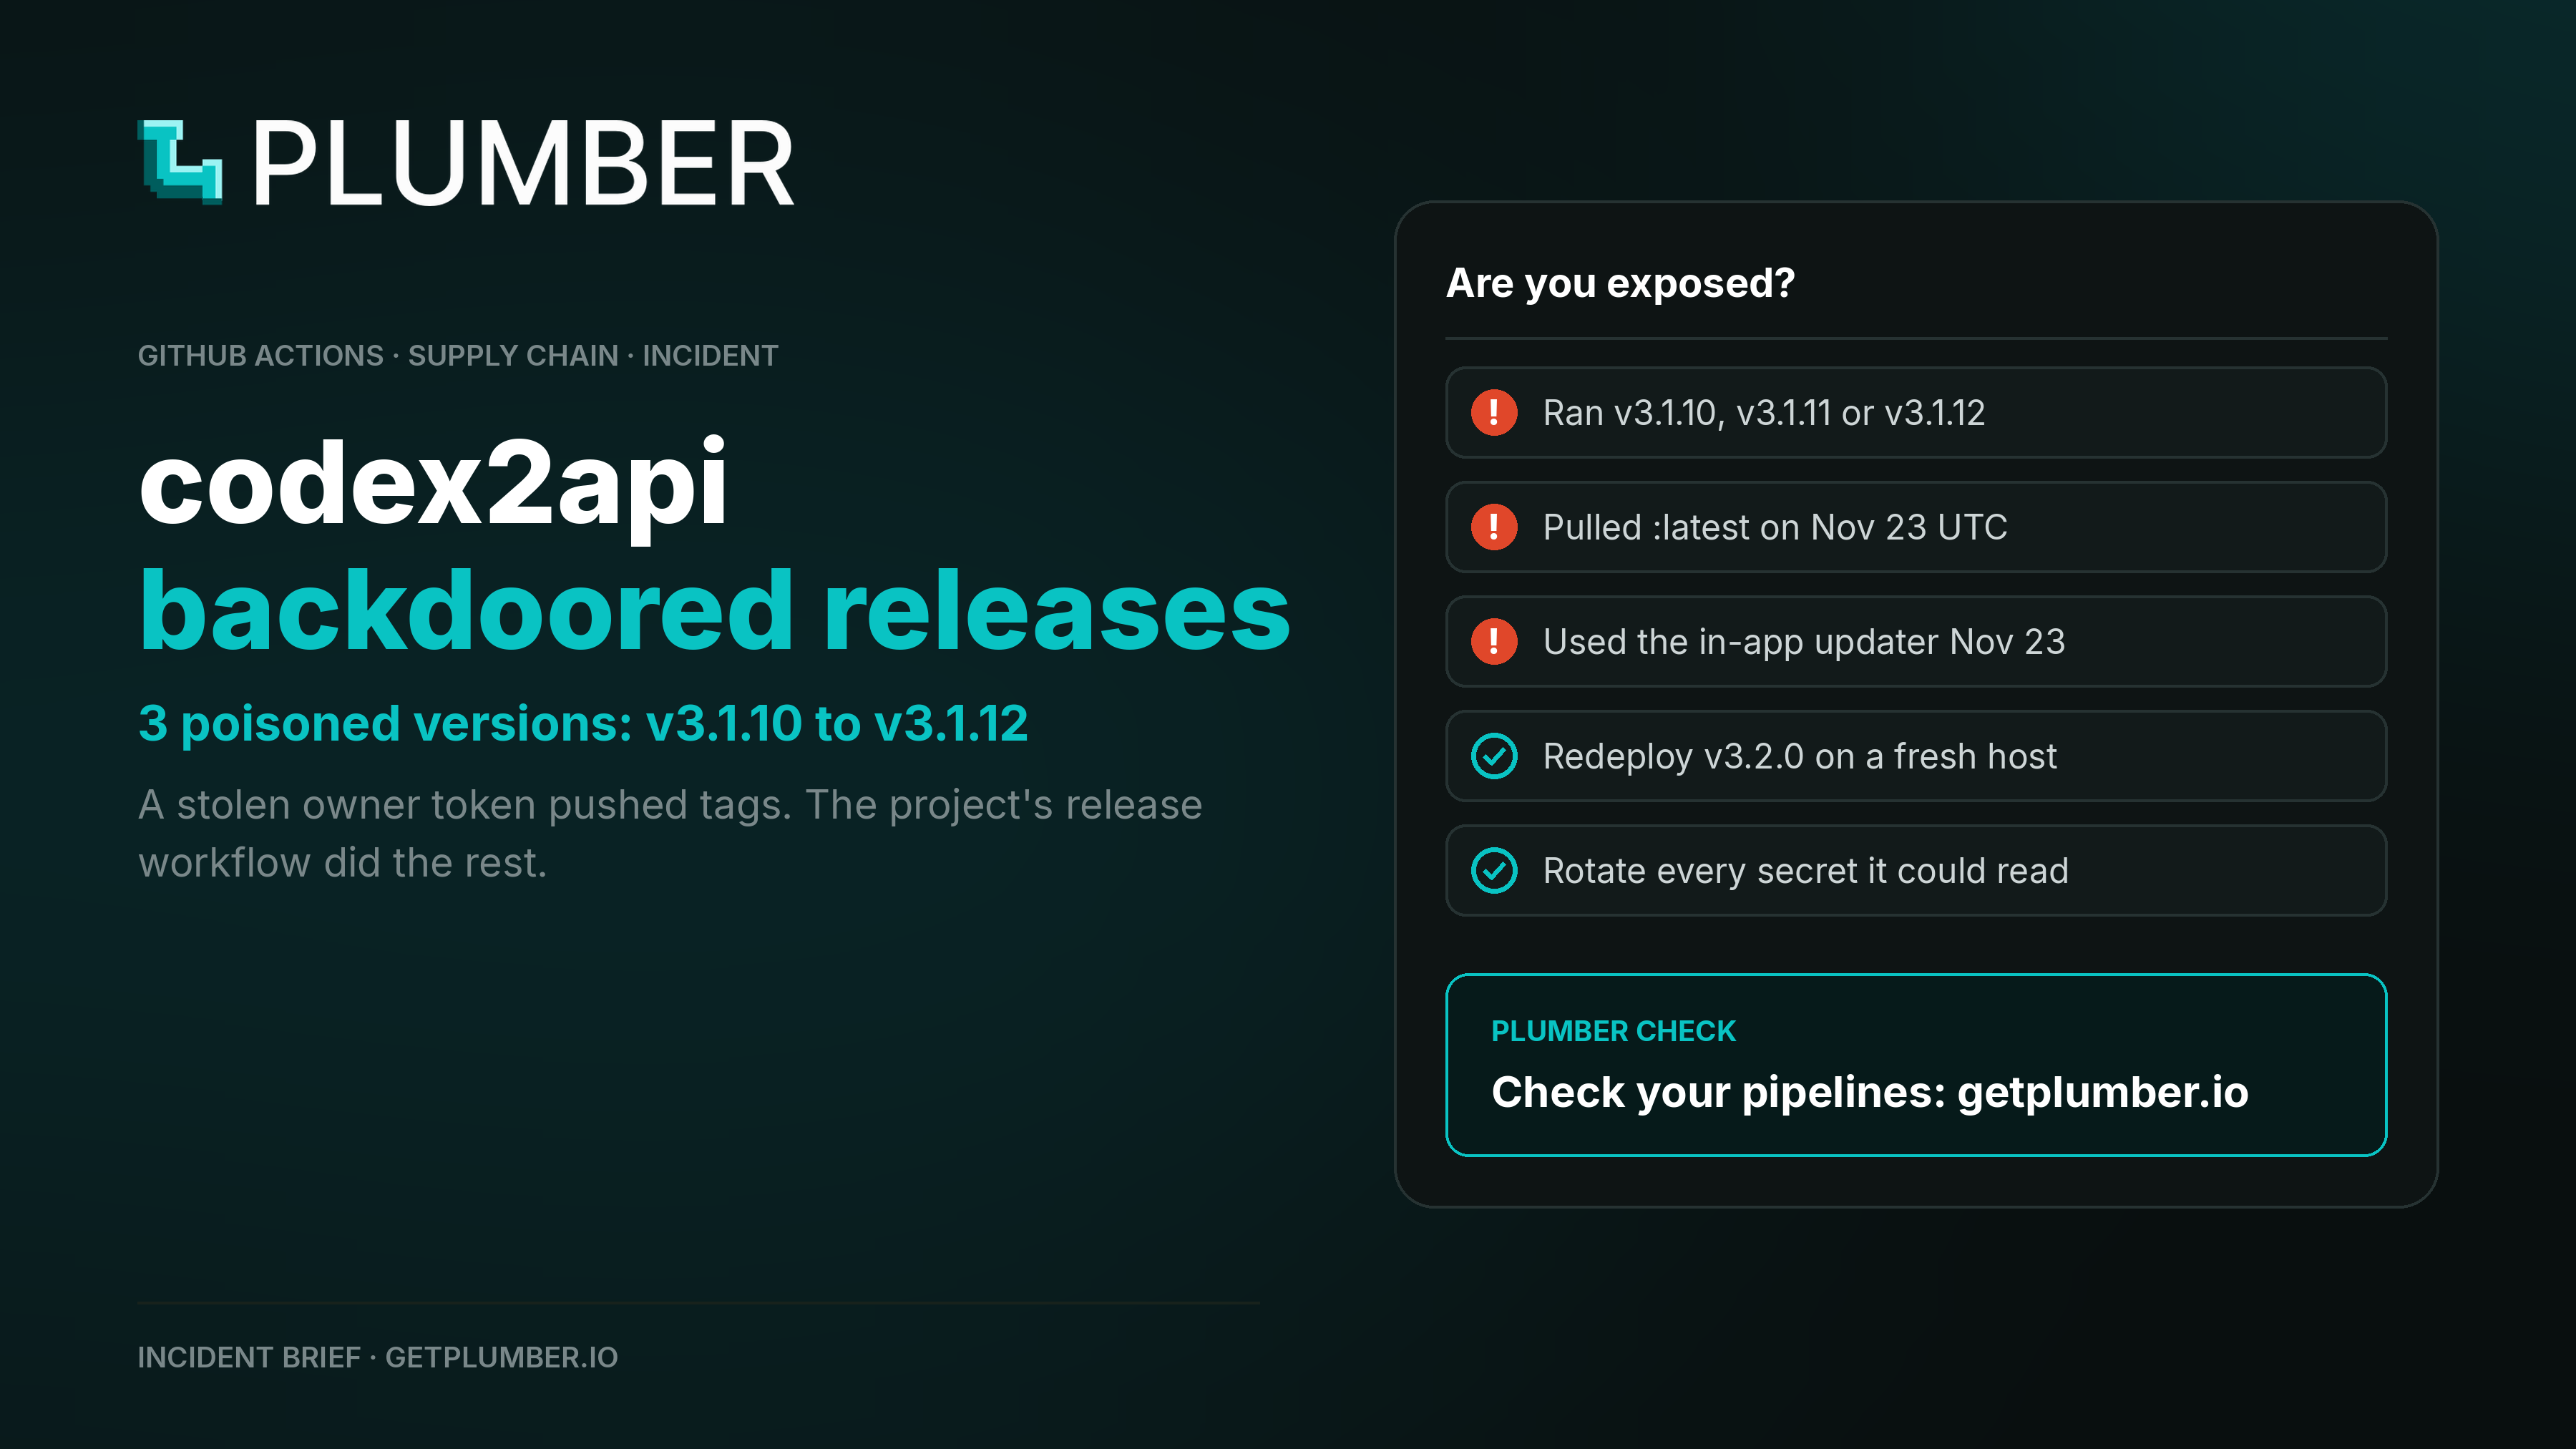 PLUMBER
GITHUB ACTIONS · SUPPLY CHAIN · INCIDENT
codex2api
backdoored releases
3 poisoned versions: v3.1.10 to v3.1.12
A stolen owner token pushed tags. The project's release
workflow did the rest.
Are you exposed?
Ran v3.1.10, v3.1.11 or v3.1.12
Pulled :latest on Nov 23 UTC
Used the in-app updater Nov 23
Redeploy v3.2.0 on a fresh host
Rotate every secret it could read
PLUMBER CHECK
Check your pipelines: getplumber.io
INCIDENT BRIEF · GETPLUMBER.IO